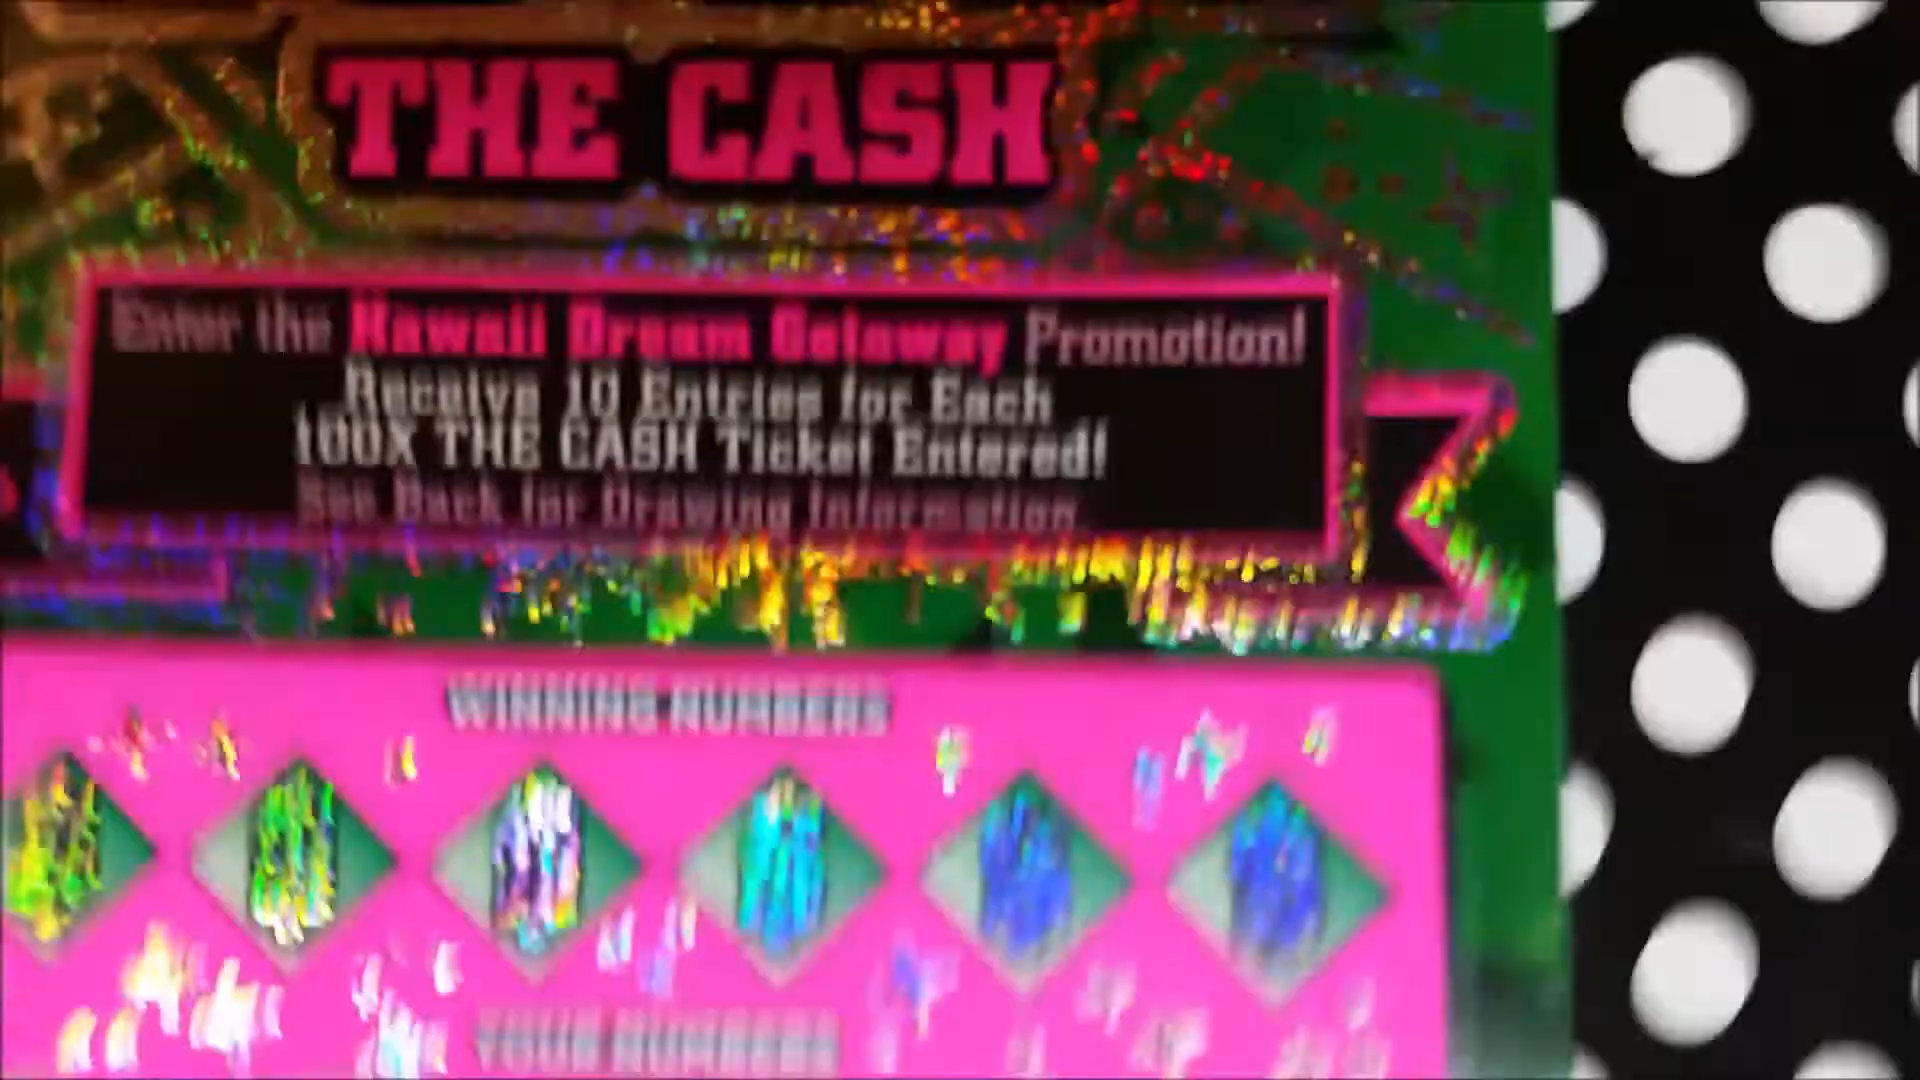 THE CASH
Enter the Hawaii Dream Getaway Promotion!
Receive 10 Entries for Each
100X THE CASH Ticket Entered!
See Back for Drawing Information.
WINNING NUMBERS
YOUR NUMBERS